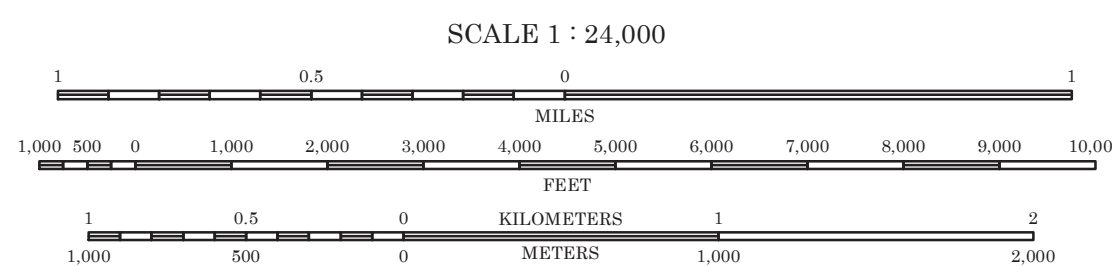 SCALE 1 : 24,000
1 0.5 0 1
MILES
1,000 500 0 1,000 2,000 3,000 4,000 5,000 6,000 7,000 8,000 9,000 10,00
FEET
1 0.5 0 KILOMETERS 1 2
1,000 500 0 METERS 1,000 2,000